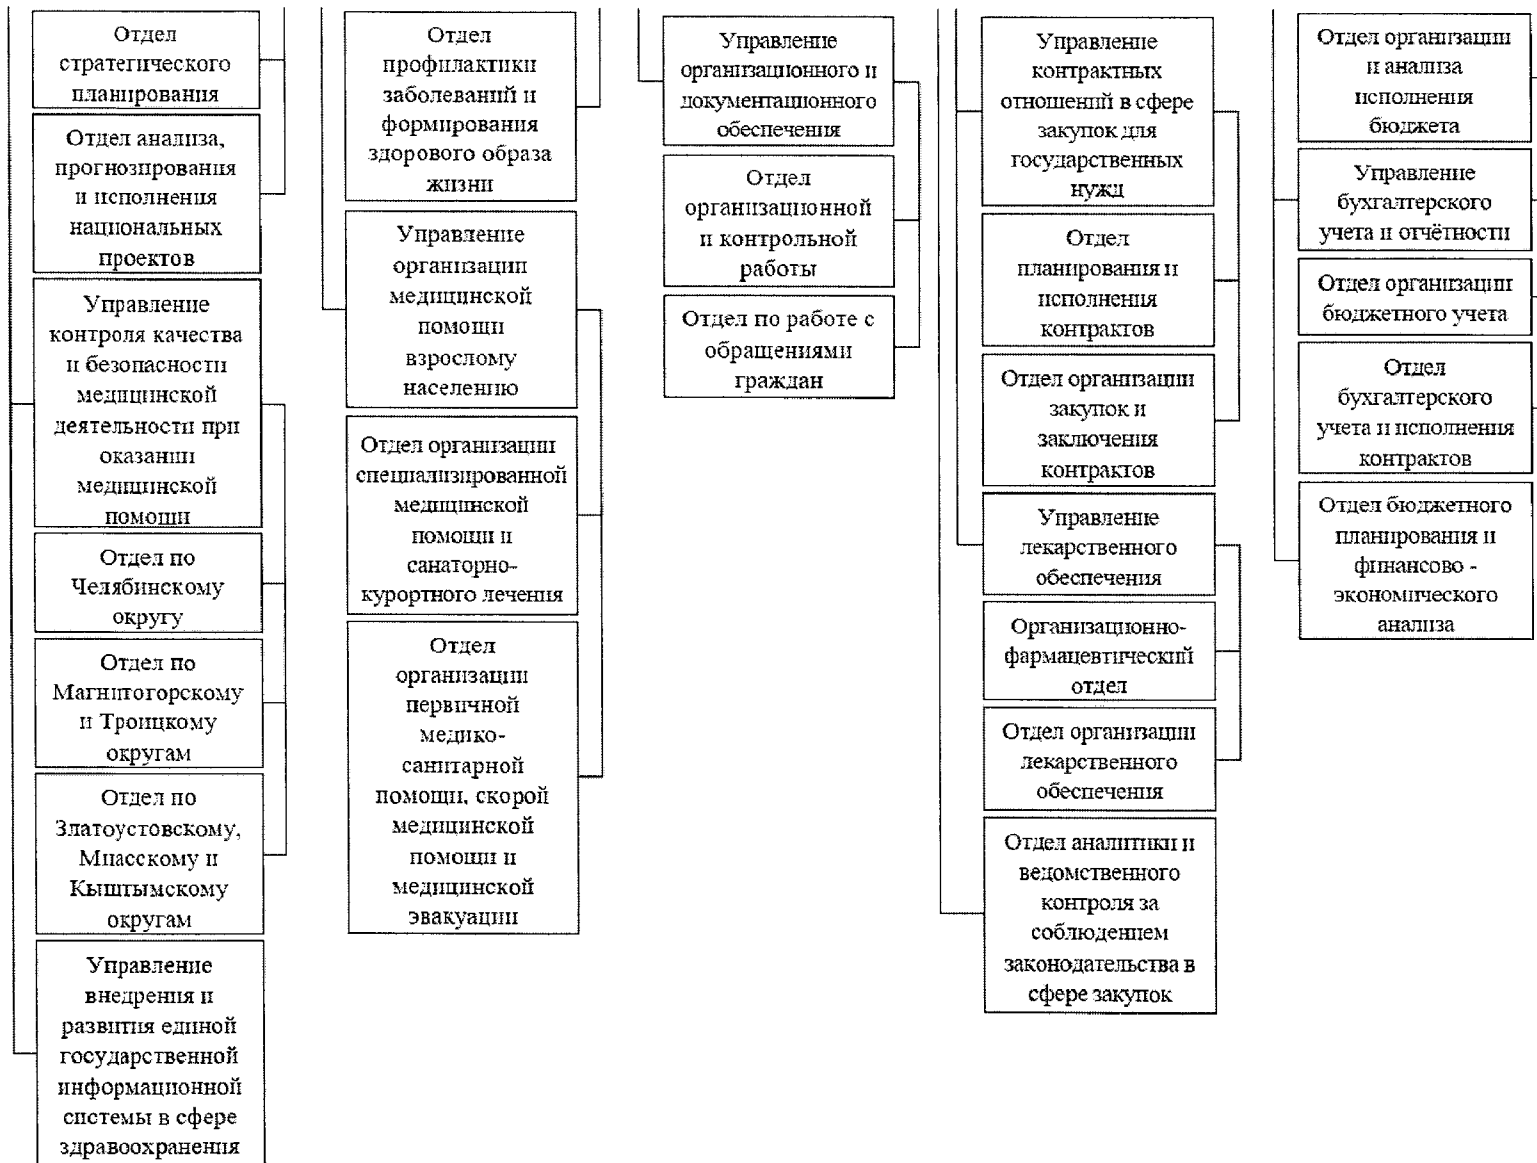 Отдел
стратегического
планирования
Отдел анализа,
прогнозирования
и исполнения
национальных
проектов
Управление
контроля качества
и безопасности
медицинской
деятельности при
оказании
медицинской
помощи
Отдел по
Челябинскому
округу
Отдел по
Магнитогорскому
и Троицкому
округам
Отдел по
Златоустовскому,
Миасскому и
Кыштымскому
округам
Управление
внедрения и
развития единой
государственной
информационной
системы в сфере
здравоохранения
Отдел
профилактики
заболеваний и
формирования
здорового образа
жизни
Управление
организации
медицинской
помощи
взрослому
населению
Отдел организации
специализированной
медицинской
помощи и
санаторно-
курортного лечения
Отдел
организации
первичной
медико-
санитарной
помощи, скорой
медицинской
помощи и
медицинской
эвакуации
Управление
организационного и
документационного
обеспечения
Отдел
организационной
и контрольной
работы
Отдел по работе с
обращениями
граждан
Управление
контрактных
отношений в сфере
закупок для
государственных
нужд
Отдел
планирования и
исполнения
контрактов
Отдел организации
закупок и
заключения
контрактов
Управление
лекарственного
обеспечения
Организационно-
фармацевтический
отдел
Отдел организации
лекарственного
обеспечения
Отдел аналитики и
ведомственного
контроля за
соблюдением
законодательства в
сфере закупок
Отдел организации
и анализа
исполнения
бюджета
Управление
бухгалтерского
учета и отчётности
Отдел организации
бюджетного учета
Отдел
бухгалтерского
учета и исполнения
контрактов
Отдел бюджетного
планирования и
финансово -
экономического
анализа